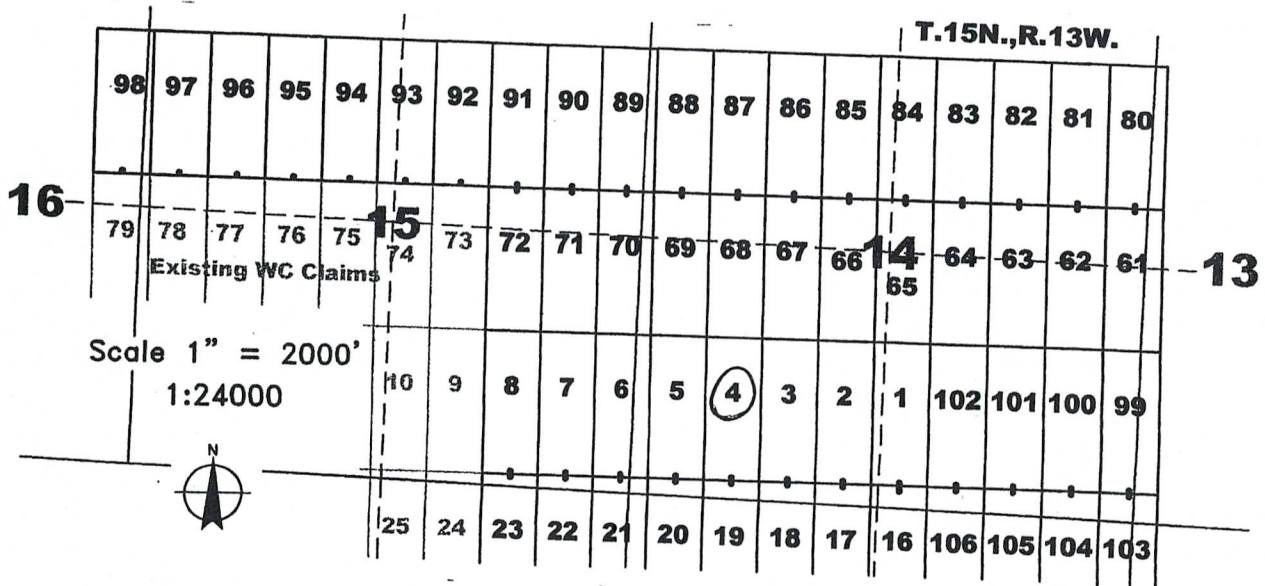 T.15N.,R.13W.
98 97 96 95 94 93 92 91 90 89 88 87 86 85 84 83 82 81 80
16 15 14 13
79 78 77 76 75 74 73 72 71 70 69 68 67 66 65 64 63 62 61
Existing WC Claims
Scale 1" = 2000'
1:24000
10 9 8 7 6 5 4 3 2 1 102 101 100 99
N
25 24 23 22 21 20 19 18 17 16 106 105 104 103